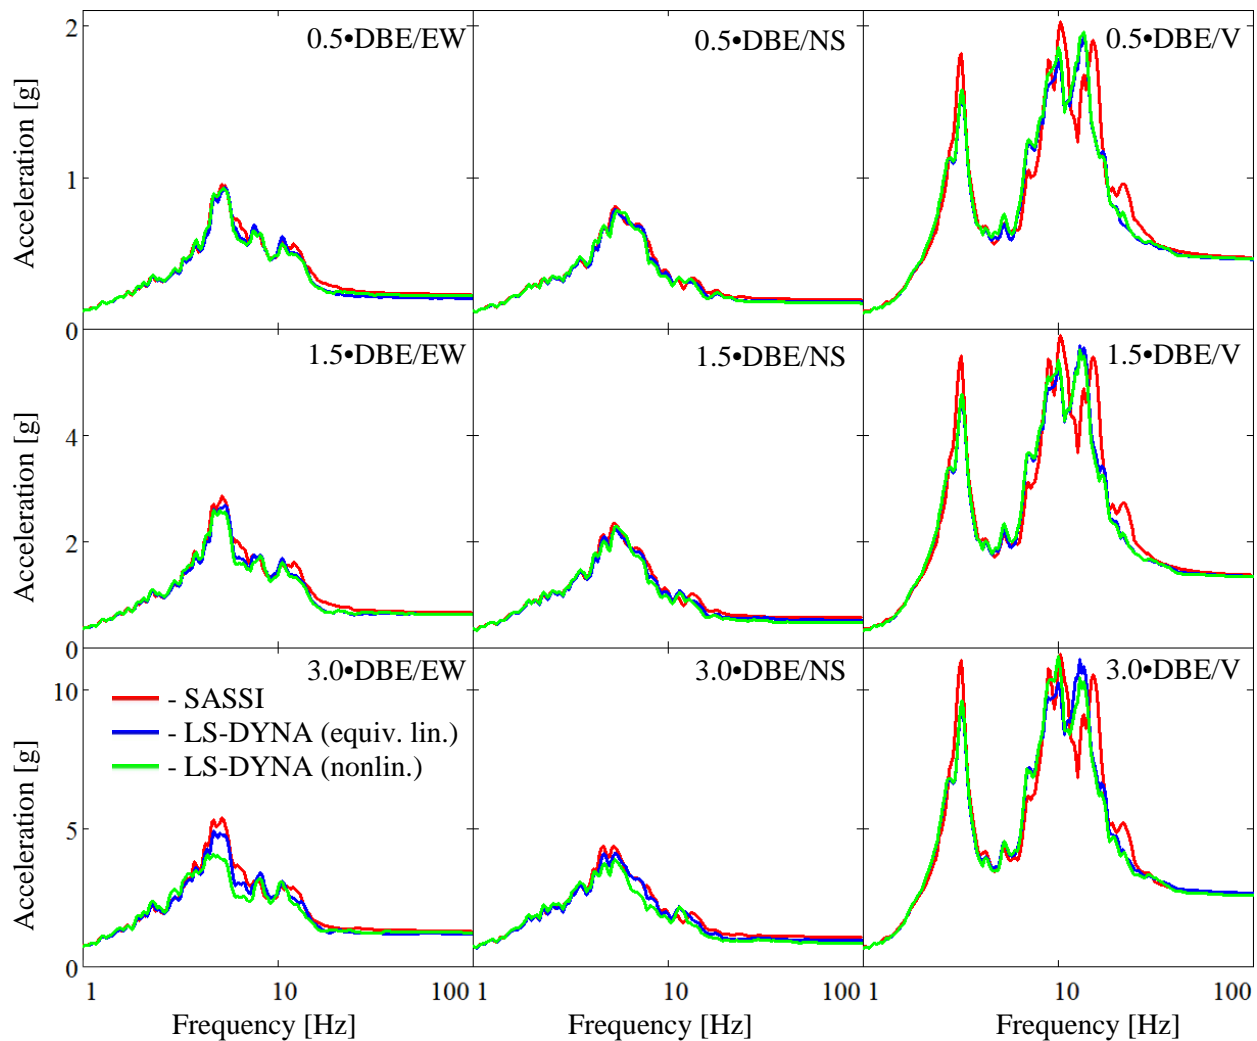 2
0.5•DBE/EW
0.5•DBE/NS
0.5•DBE/V
Acceleration [g]
1
0
1.5•DBE/EW
1.5•DBE/NS
1.5•DBE/V
Acceleration [g]
4
2
0
3.0•DBE/EW
3.0•DBE/NS
3.0•DBE/V
10
- SASSI
- LS-DYNA (equiv. lin.)
- LS-DYNA (nonlin.)
Acceleration [g]
5
0
1 10 100 1 10 100 1 10 100
Frequency [Hz] Frequency [Hz] Frequency [Hz]